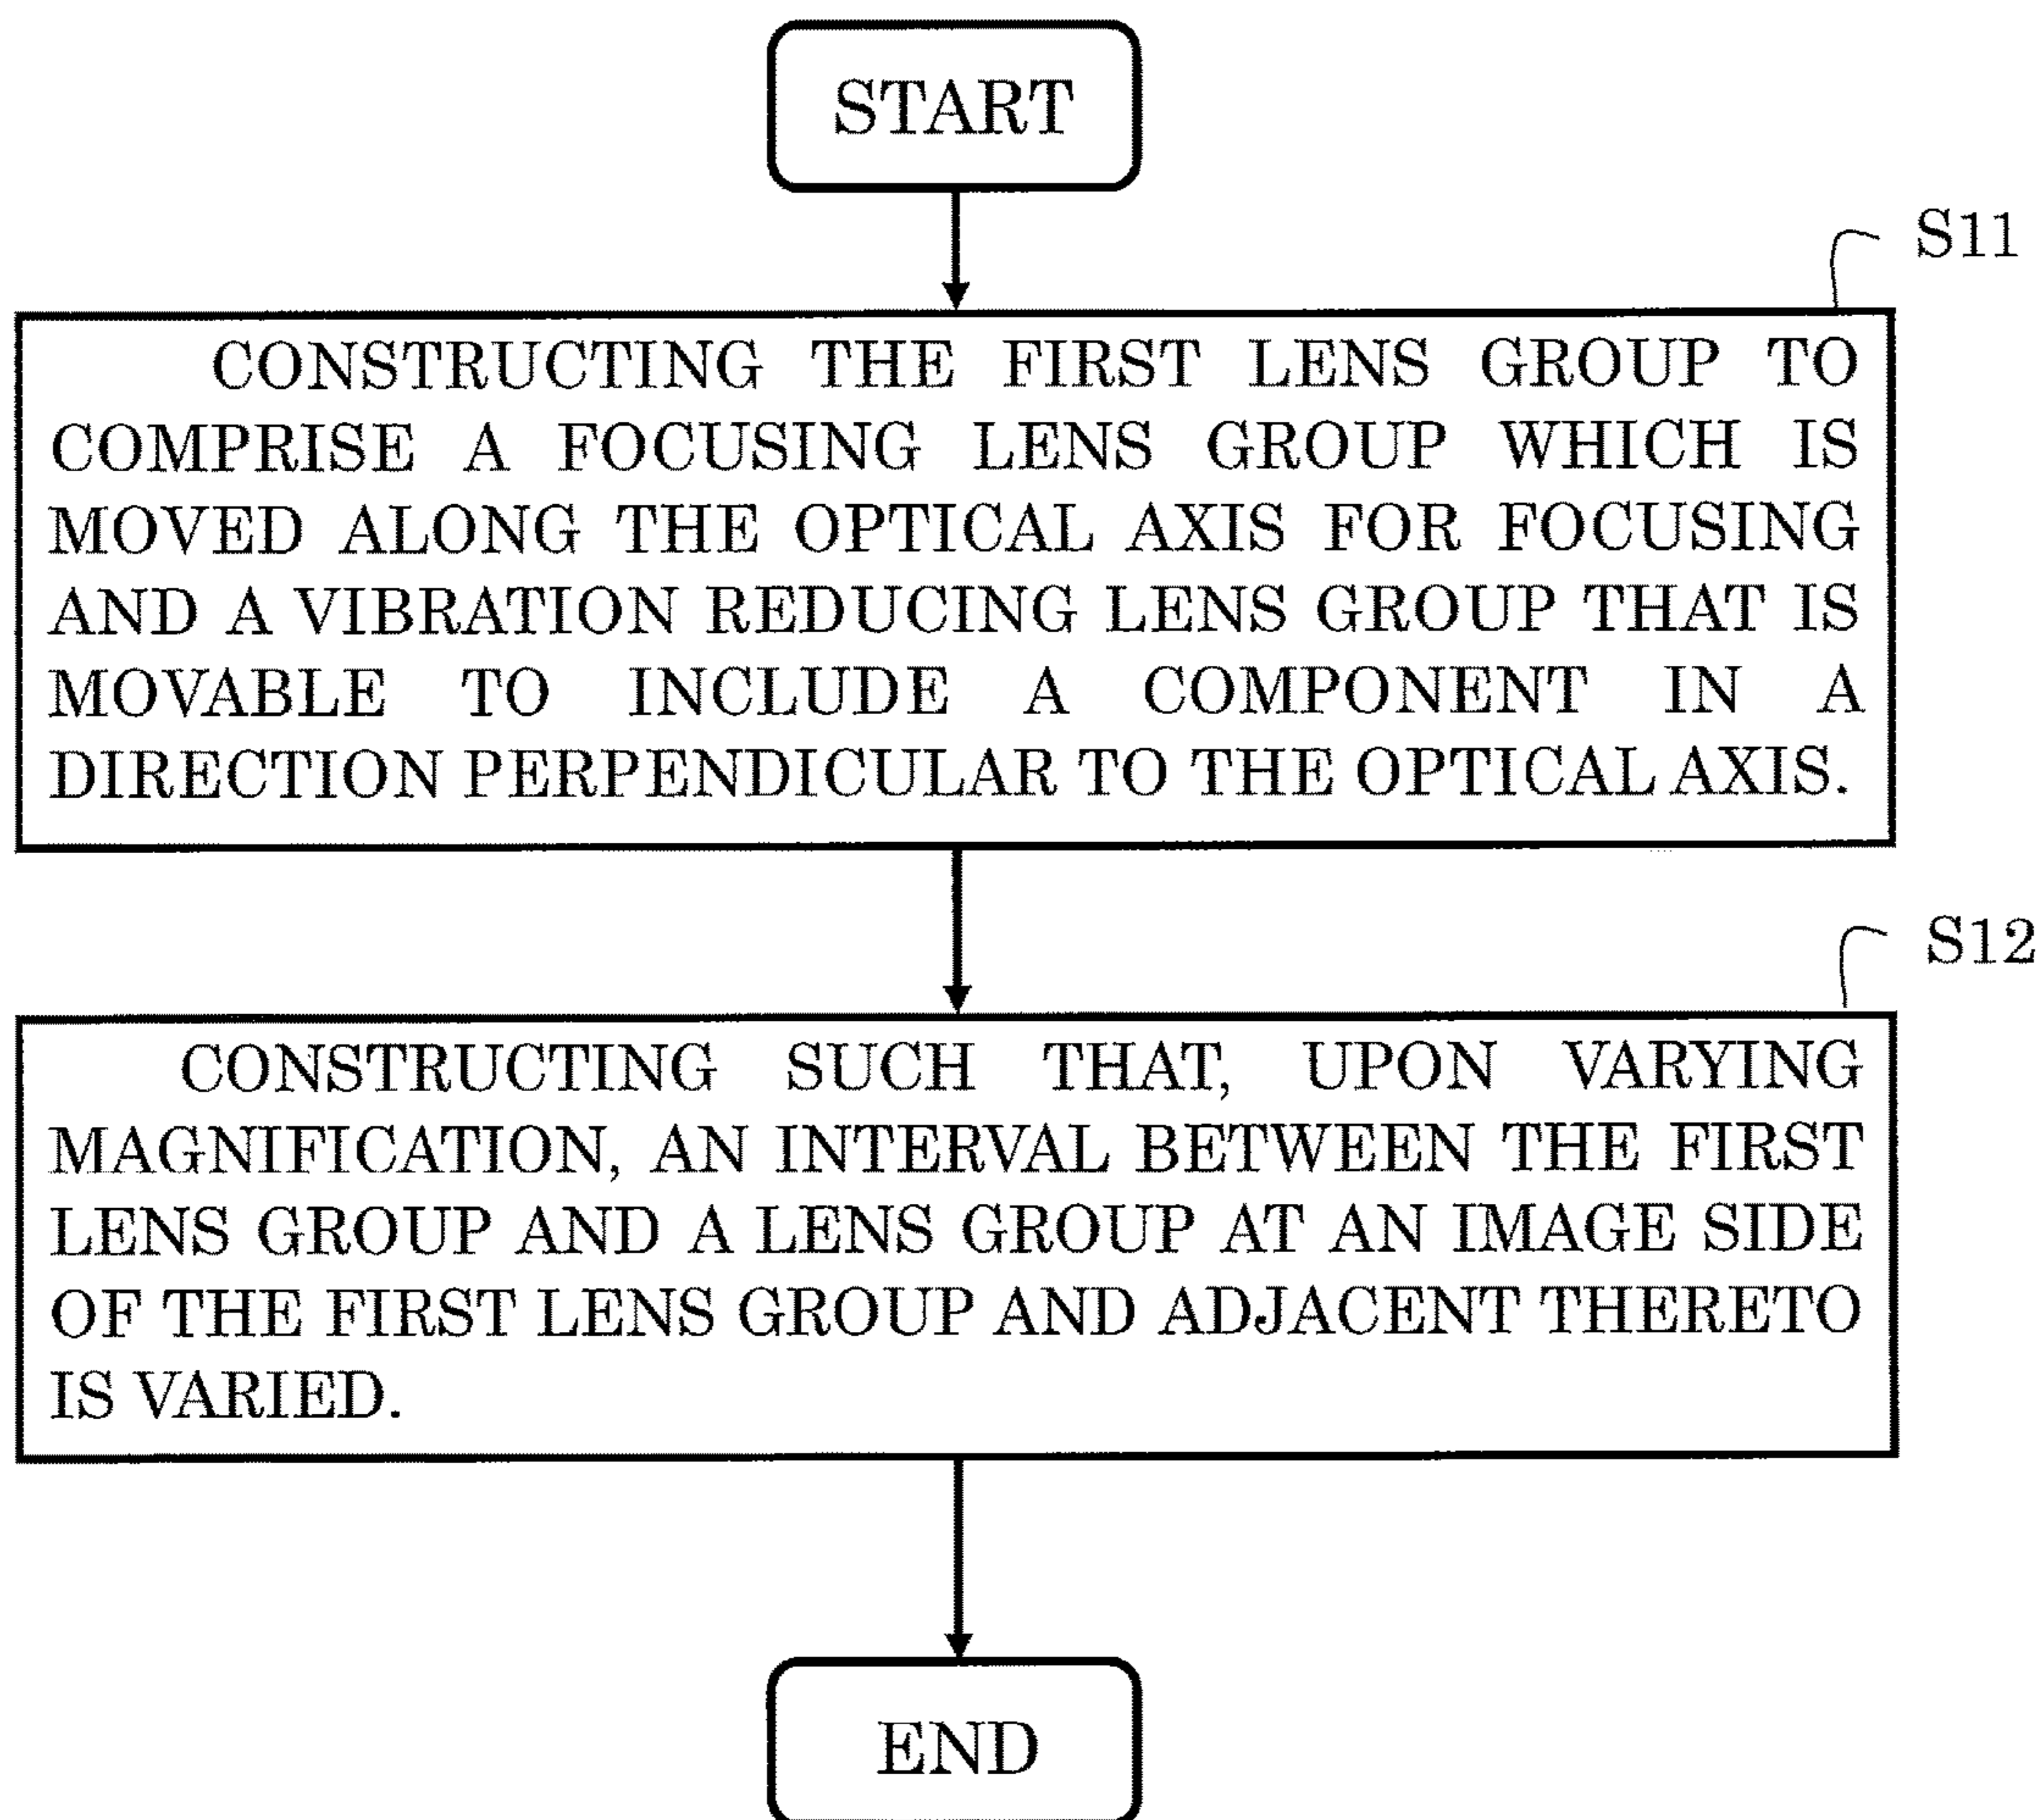 START
S11
CONSTRUCTING THE FIRST LENS GROUP TO
COMPRISE A FOCUSING LENS GROUP WHICH IS
MOVED ALONG THE OPTICAL AXIS FOR FOCUSING
AND A VIBRATION REDUCING LENS GROUP THAT IS
MOVABLE TO INCLUDE A COMPONENT IN A
DIRECTION PERPENDICULAR TO THE OPTICAL AXIS.
S12
CONSTRUCTING SUCH THAT, UPON VARYING
MAGNIFICATION, AN INTERVAL BETWEEN THE FIRST
LENS GROUP AND A LENS GROUP AT AN IMAGE SIDE
OF THE FIRST LENS GROUP AND ADJACENT THERETO
IS VARIED.
END